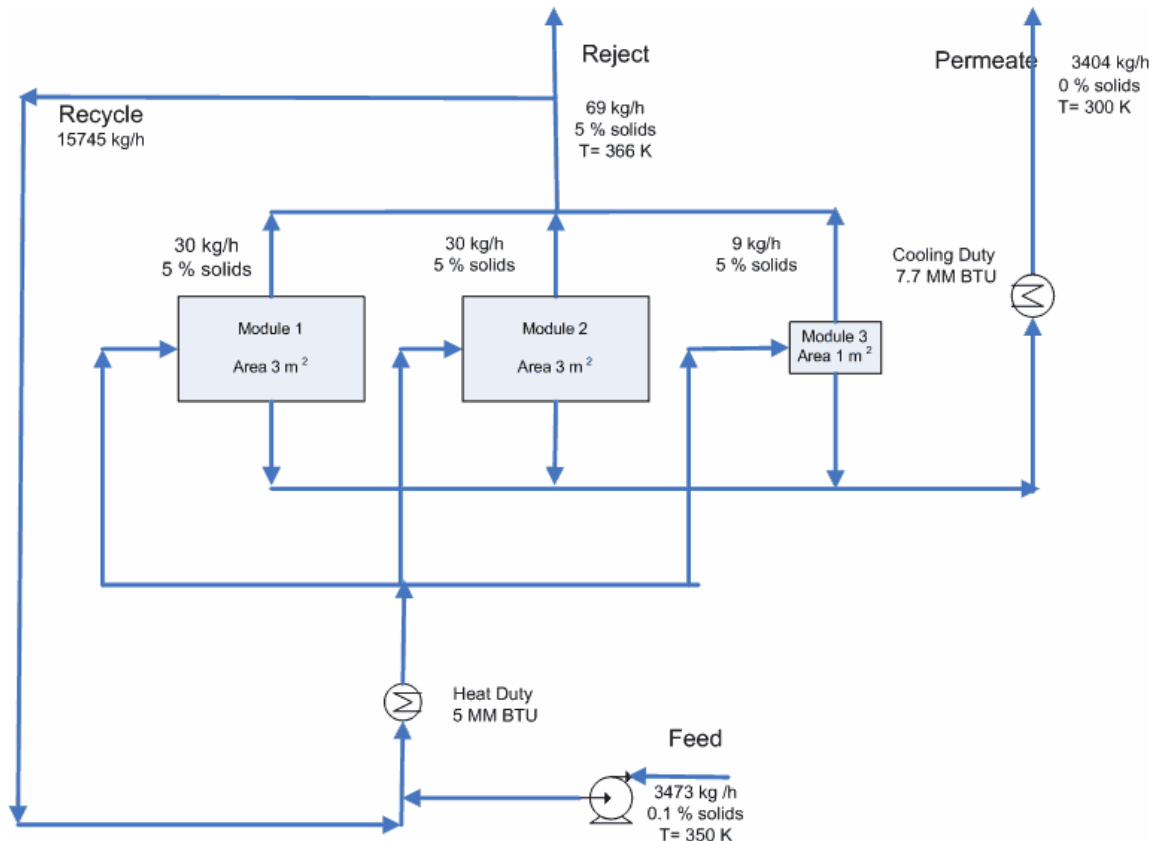 Reject
Permeate
3404 kg/h
0 % solids
T= 300 K
Recycle
15745 kg/h
69 kg/h
5 % solids
T= 366 K
30 kg/h
5 % solids
30 kg/h
5 % solids
9 kg/h
5 % solids
Cooling Duty
7.7 MM BTU
Module 1
Area 3 m 2
Module 2
Area 3 m 2
Module 3
Area 1 m 2
Heat Duty
5 MM BTU
Feed
3473 kg /h
0.1 % solids
T= 350 K